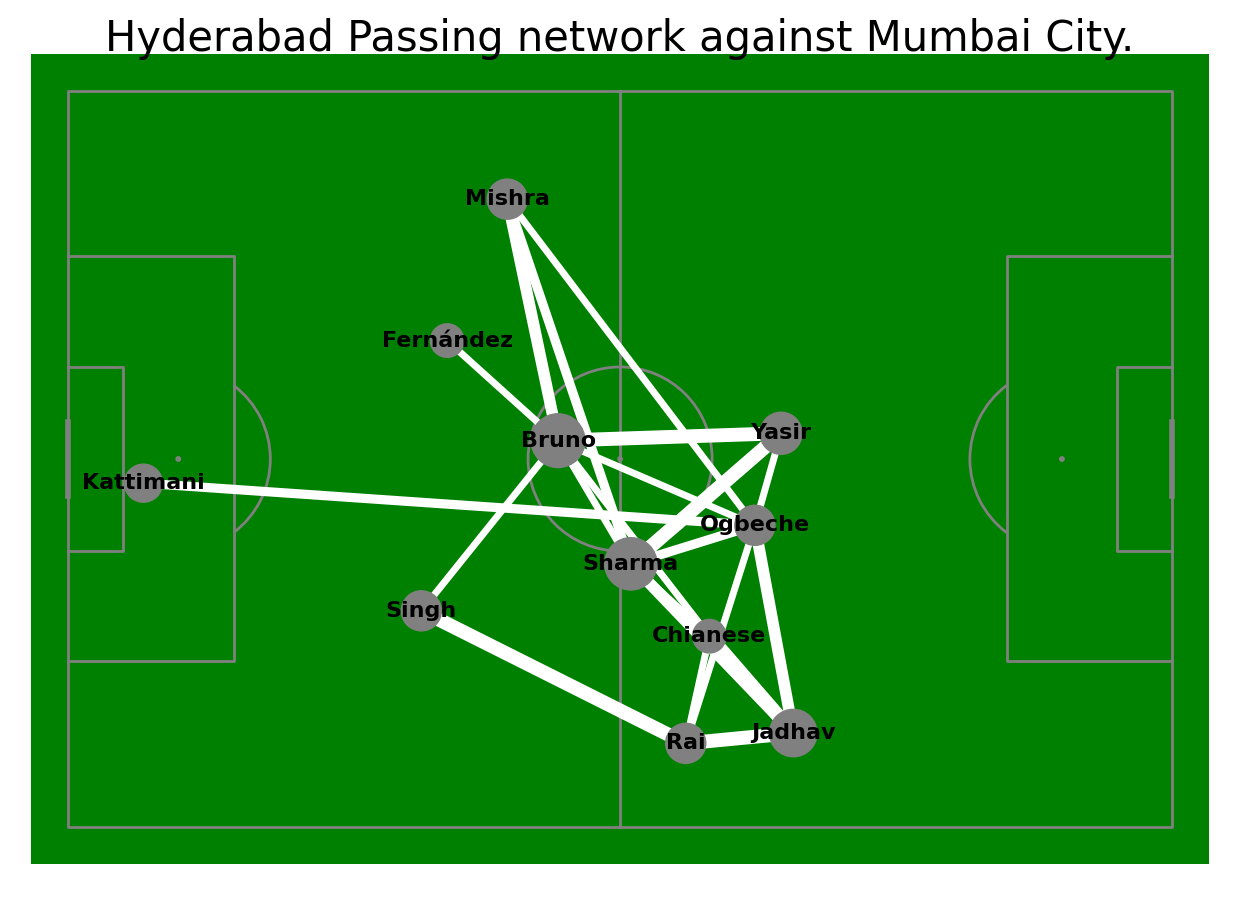 Hyderabad Passing network against Mumbai City.
Mishra
Fernández
Bruno
Yasir
Kattimani
Ogbeche
Sharma
Singh
Chianese
Rai
Jadhav